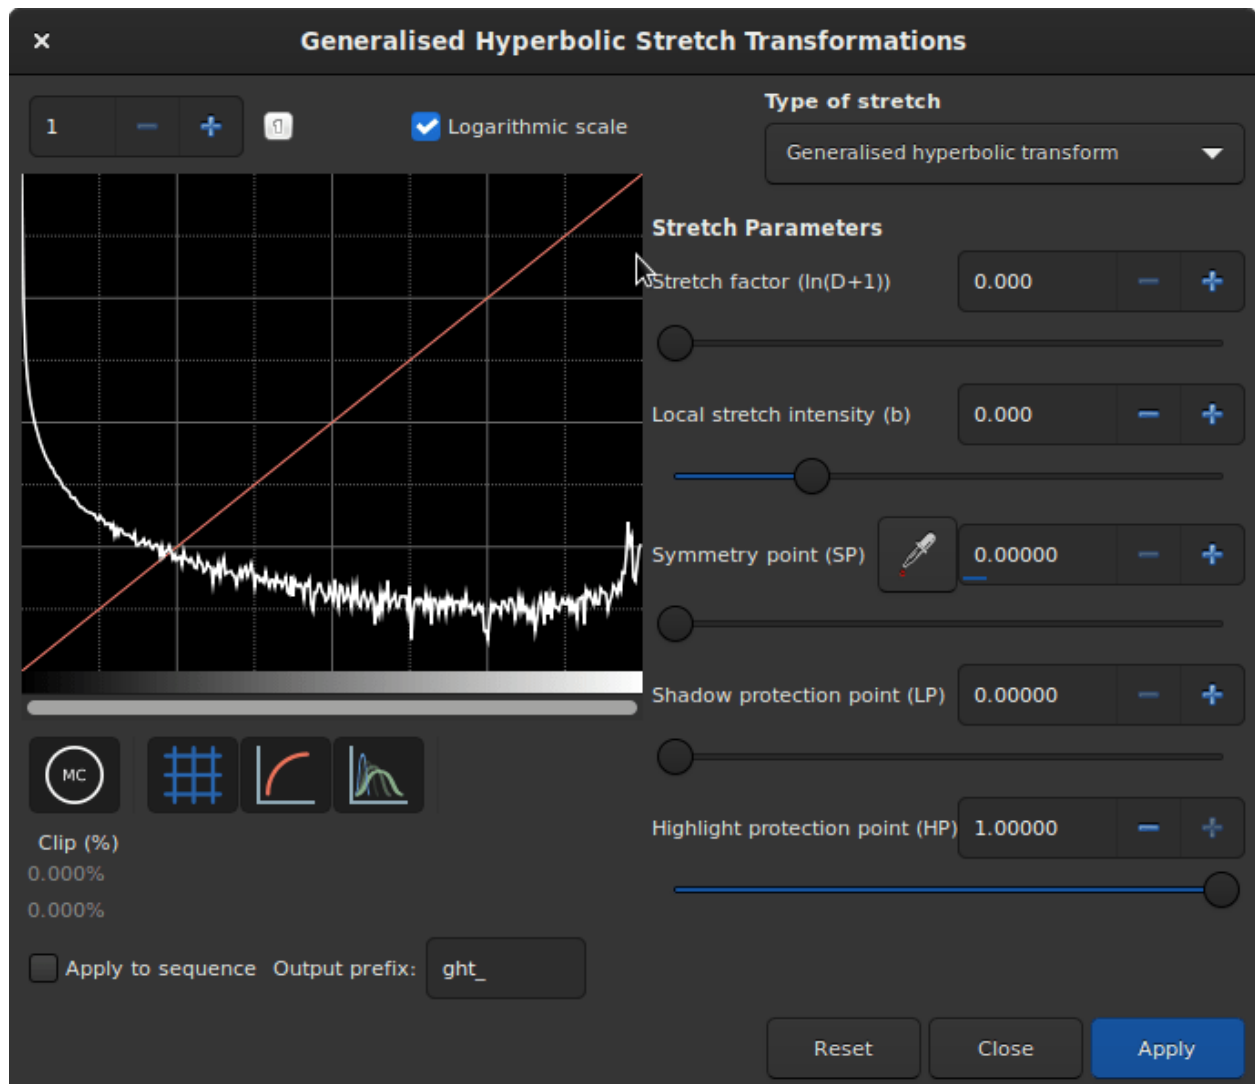 Generalised Hyperbolic Stretch Transformations
1
1
Logarithmic scale
Type of stretch
Generalised hyperbolic transform
Stretch Parameters
Stretch factor (ln(D+1))
0.000
Local stretch intensity (b)
0.000
Symmetry point (SP)
0.00000
Shadow protection point (LP)
0.00000
Highlight protection point (HP)
1.00000
MC
Clip (%)
0.000%
0.000%
Apply to sequence
Output prefix:
ght_
Reset
Close
Apply